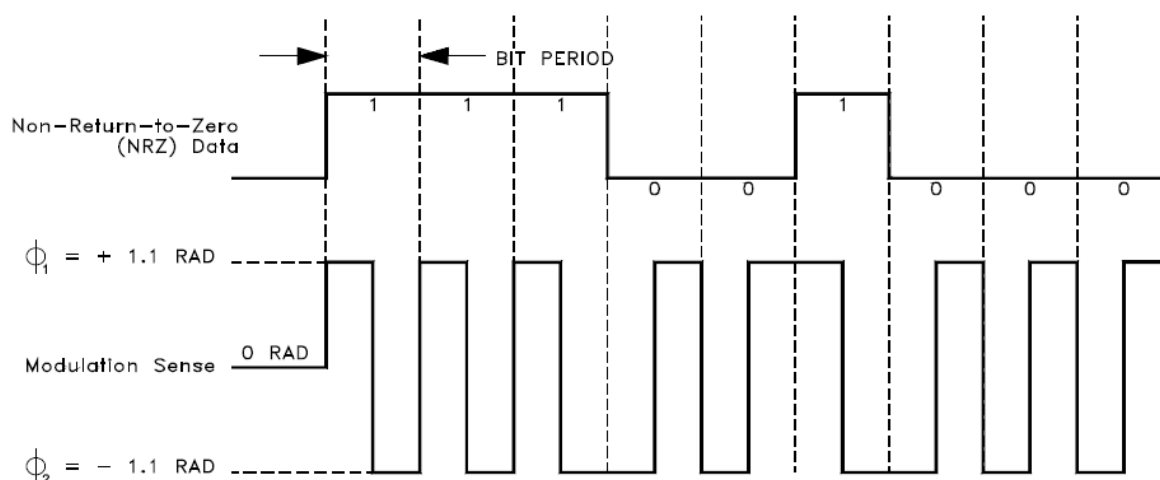 BIT PERIOD
1 1 1 1
Non-Return-to-Zero
(NRZ) Data
0 0 0 0 0
ϕ₁ = + 1.1 RAD
0 RAD
Modulation Sense
ϕ₂ = - 1.1 RAD